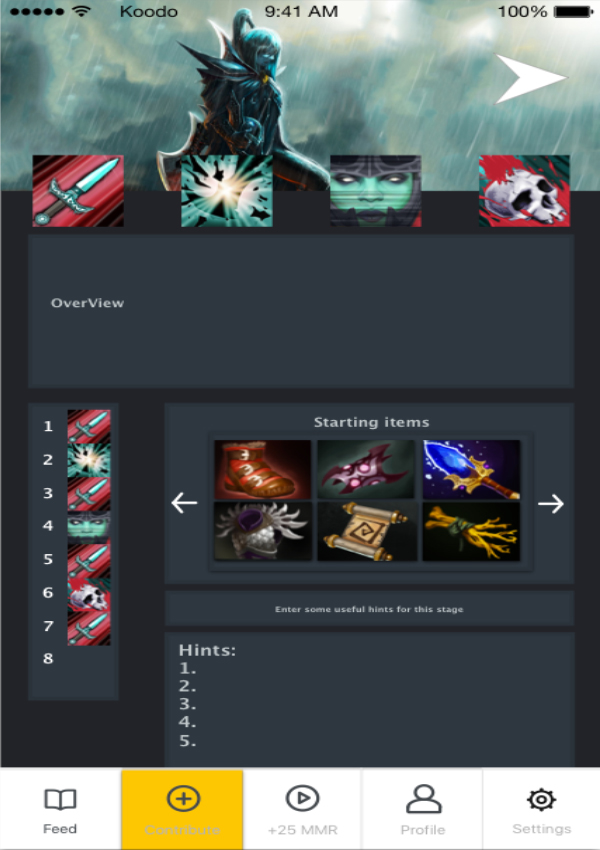 Koodo 9:41 AM 100%
OverView
1
2
3
4
5
6
7
8
Starting items
Enter some useful hints for this stage
Hints:
1.
2.
3.
4.
5.
Feed
Contribute
+25 MMR
Profile
Settings